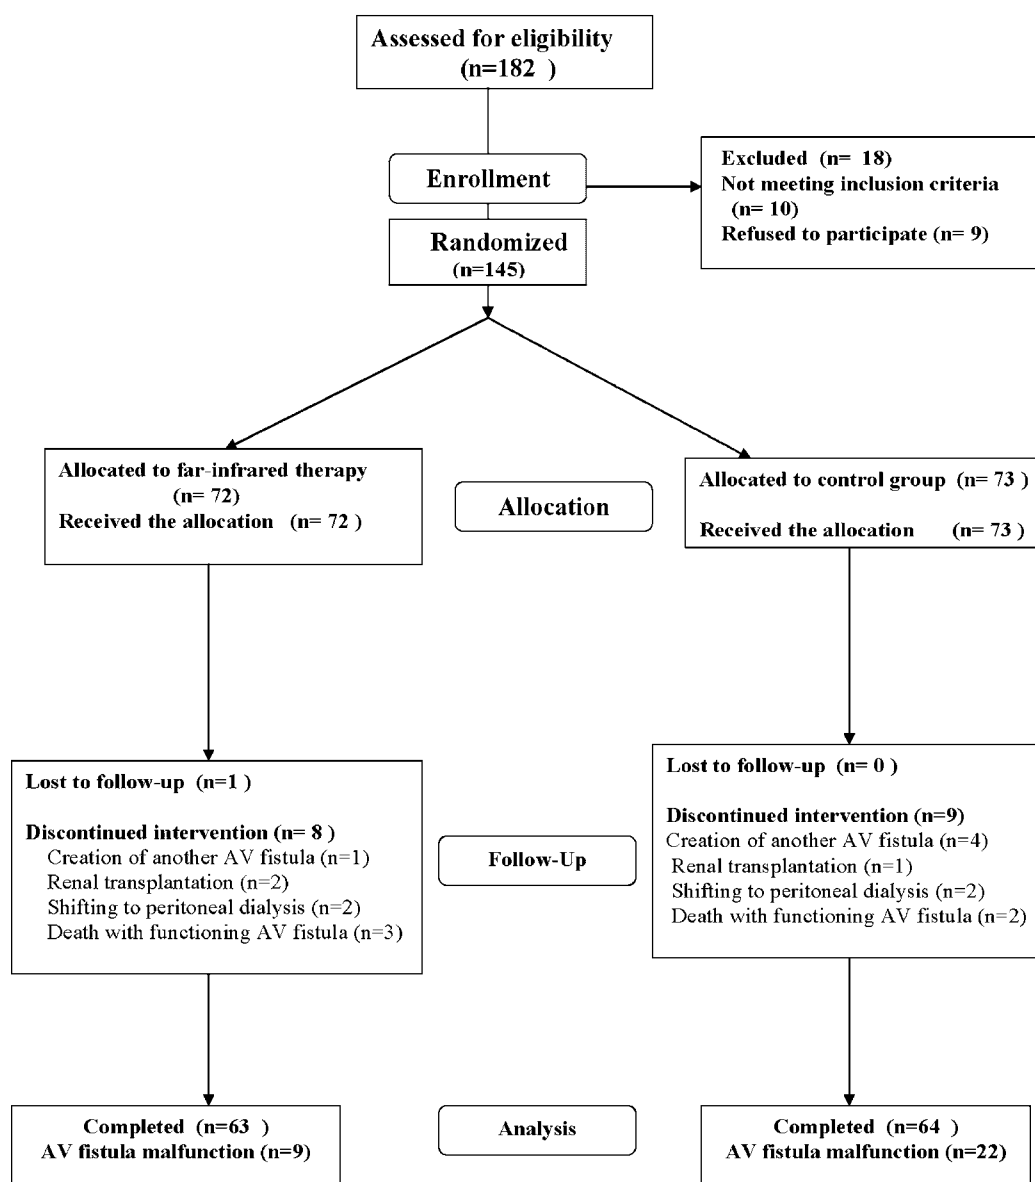 Assessed for eligibility
(n=182 )
Enrollment
Excluded (n= 18)
Not meeting inclusion criteria
(n= 10)
Refused to participate (n= 9)
Randomized
(n=145)
Allocated to far-infrared therapy
(n= 72)
Received the allocation (n= 72 )
Allocation
Allocated to control group (n= 73 )
Received the allocation (n= 73 )
Lost to follow-up (n=1 )
Discontinued intervention (n= 8 )
Creation of another AV fistula (n=1)
Renal transplantation (n=2)
Shifting to peritoneal dialysis (n=2)
Death with functioning AV fistula (n=3)
Follow-Up
Lost to follow-up (n= 0 )
Discontinued intervention (n=9)
Creation of another AV fistula (n=4)
Renal transplantation (n=1)
Shifting to peritoneal dialysis (n=2)
Death with functioning AV fistula (n=2)
Completed (n=63 )
AV fistula malfunction (n=9)
Analysis
Completed (n=64 )
AV fistula malfunction (n=22)